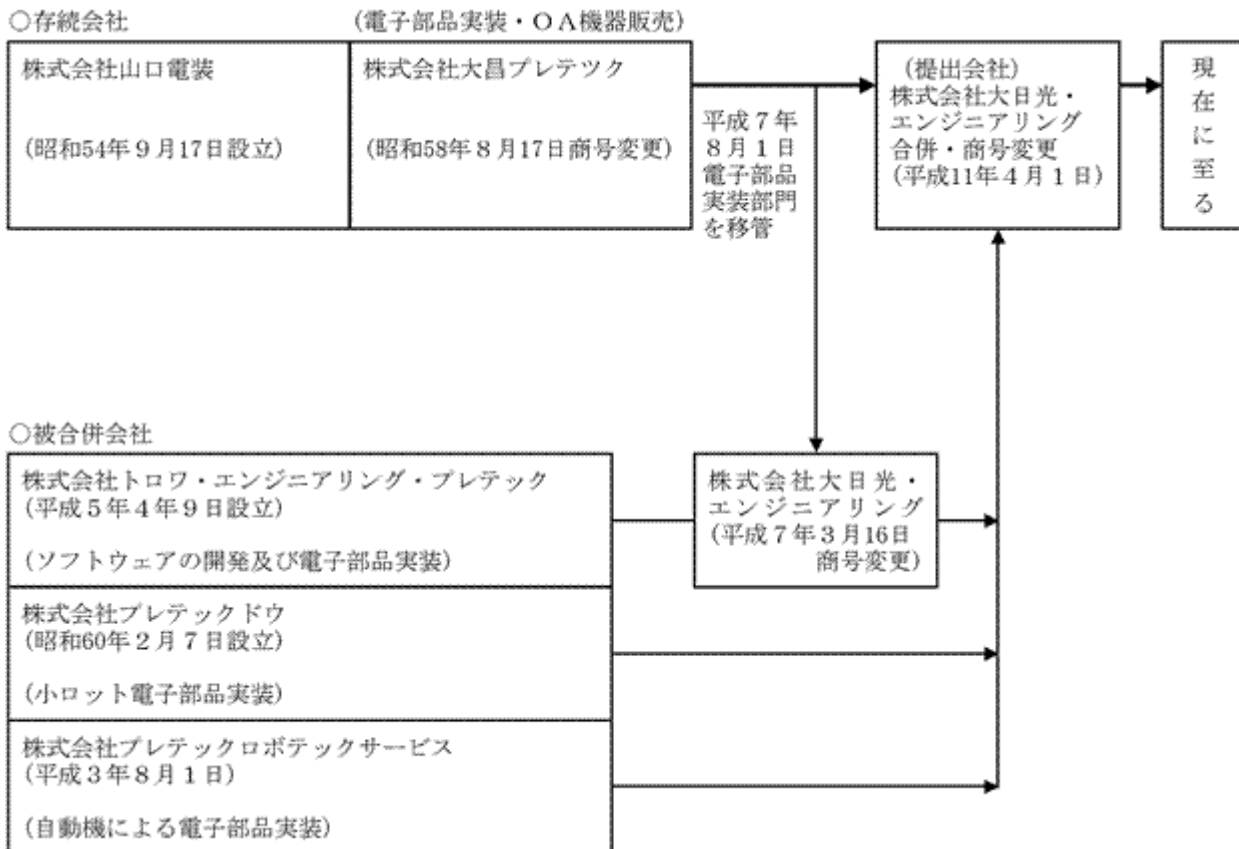 ○存続会社
(電子部品実装・ＯＡ機器販売)
株式会社山口電装
(昭和54年９月17日設立)
株式会社大昌プレテツク
(昭和58年８月17日商号変更)
平成７年
８月１日
電子部品
実装部門
を移管
(提出会社)
株式会社大日光・
エンジニアリング
合併・商号変更
(平成11年４月１日)
現
在
に
至
る
○被合併会社
株式会社トロワ・エンジニアリング・プレテック
(平成５年４年９日設立)
(ソフトウェアの開発及び電子部品実装)
株式会社大日光・
エンジニアリング
(平成７年３月16日
商号変更)
株式会社プレテックドウ
(昭和60年２月７日設立)
(小ロット電子部品実装)
株式会社プレテックロボテックサービス
(平成３年８月１日)
(自動機による電子部品実装)